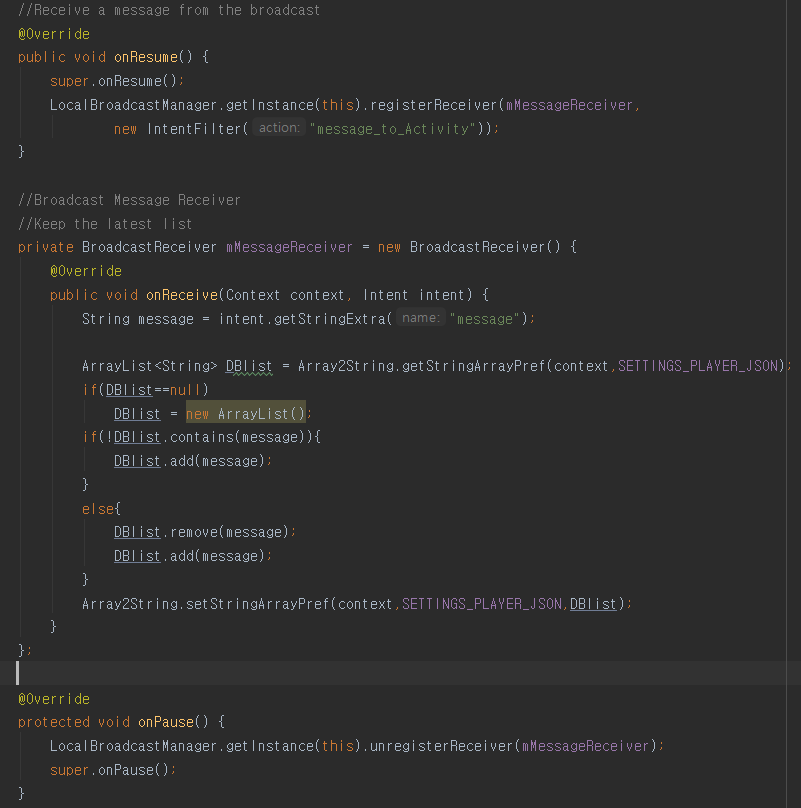 //Receive a message from the broadcast
@Override
public void onResume() {
super.onResume();
LocalBroadcastManager.getInstance(this).registerReceiver(mMessageReceiver,
new IntentFilter( action: "message_to_Activity"));
}
//Broadcast Message Receiver
//Keep the latest list
private BroadcastReceiver mMessageReceiver = new BroadcastReceiver() {
@Override
public void onReceive(Context context, Intent intent) {
String message = intent.getStringExtra( name: "message");
ArrayList<String> DBlist = Array2String.getStringArrayPref(context,SETTINGS_PLAYER_JSON);
if(DBlist==null)
DBlist = new ArrayList();
if(!DBlist.contains(message)){
DBlist.add(message);
}
else{
DBlist.remove(message);
DBlist.add(message);
}
Array2String.setStringArrayPref(context,SETTINGS_PLAYER_JSON,DBlist);
}
};
@Override
protected void onPause() {
LocalBroadcastManager.getInstance(this).unregisterReceiver(mMessageReceiver);
super.onPause();
}